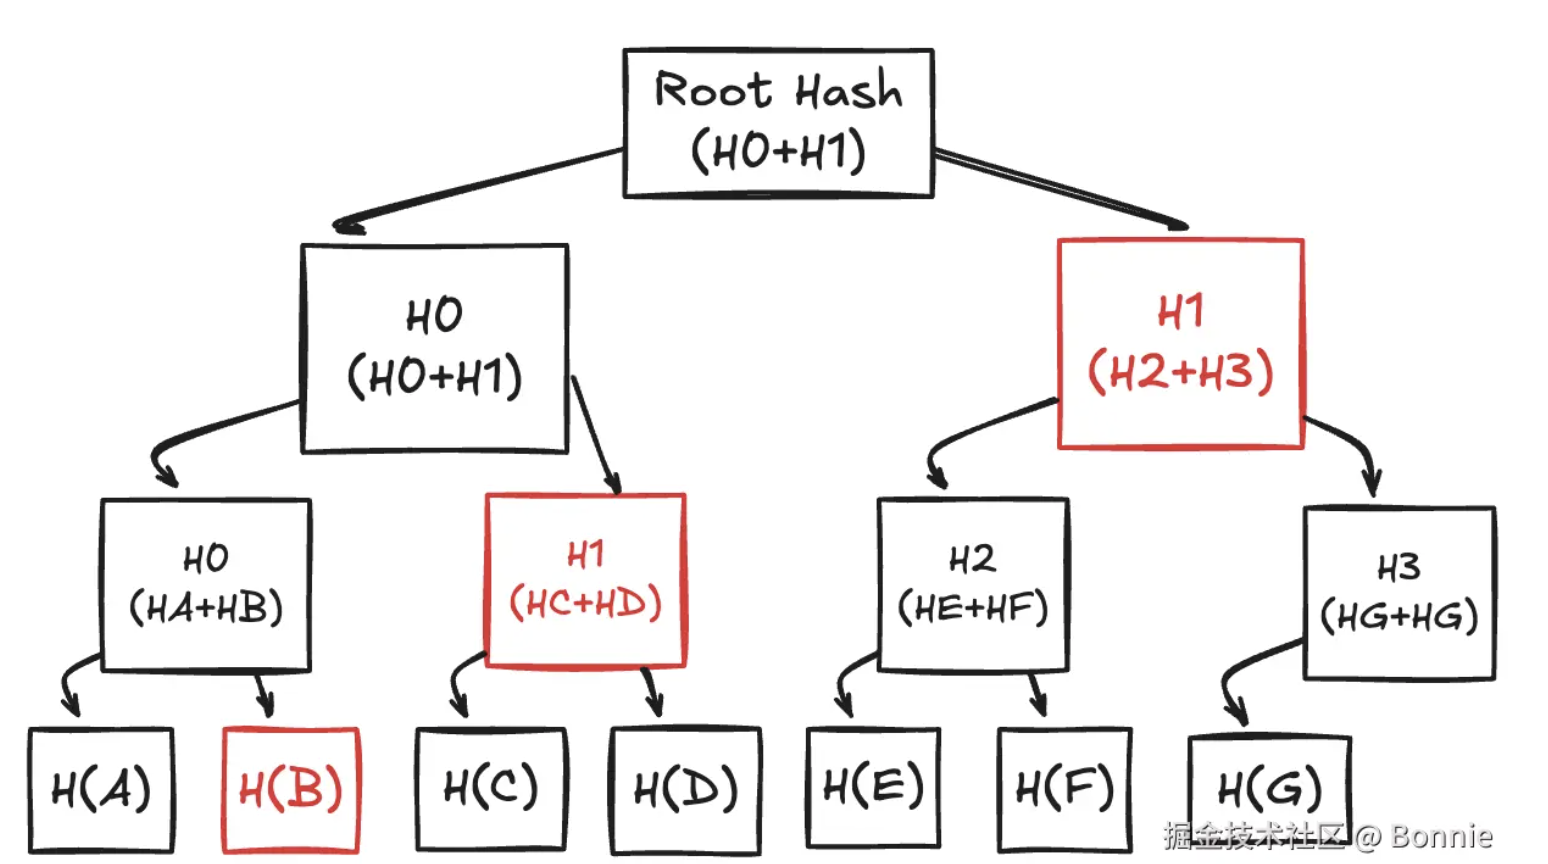 Root Hash
(H0+H1)
H0
(H0+H1)
H1
(H2+H3)
H0
(HA+HB)
H1
(HC+HD)
H2
(HE+HF)
H3
(HG+HG)
H(A)
H(B)
H(C)
H(D)
H(E)
H(F)
H(G)
掘金技术社区 @ Bonnie